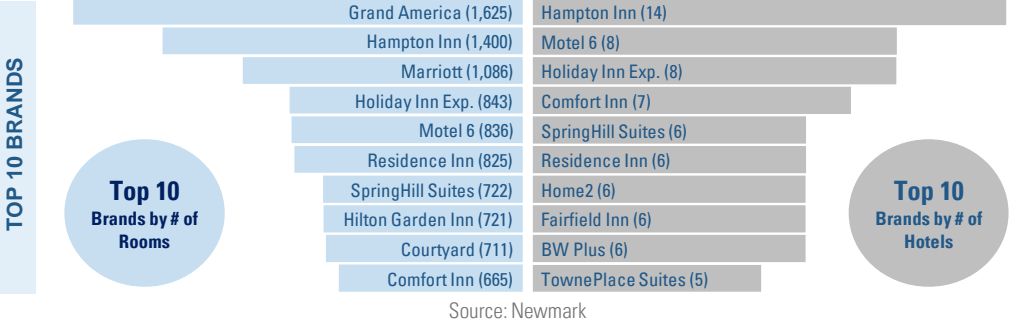 TOP 10 BRANDS
Grand America (1,625)
Hampton Inn (1,400)
Marriott (1,086)
Holiday Inn Exp. (843)
Motel 6 (836)
Residence Inn (825)
SpringHill Suites (722)
Hilton Garden Inn (721)
Courtyard (711)
Comfort Inn (665)
Top 10
Brands by # of
Rooms
Hampton Inn (14)
Motel 6 (8)
Holiday Inn Exp. (8)
Comfort Inn (7)
SpringHill Suites (6)
Residence Inn (6)
Home2 (6)
Fairfield Inn (6)
BW Plus (6)
TownePlace Suites (5)
Top 10
Brands by # of
Hotels
Source: Newmark